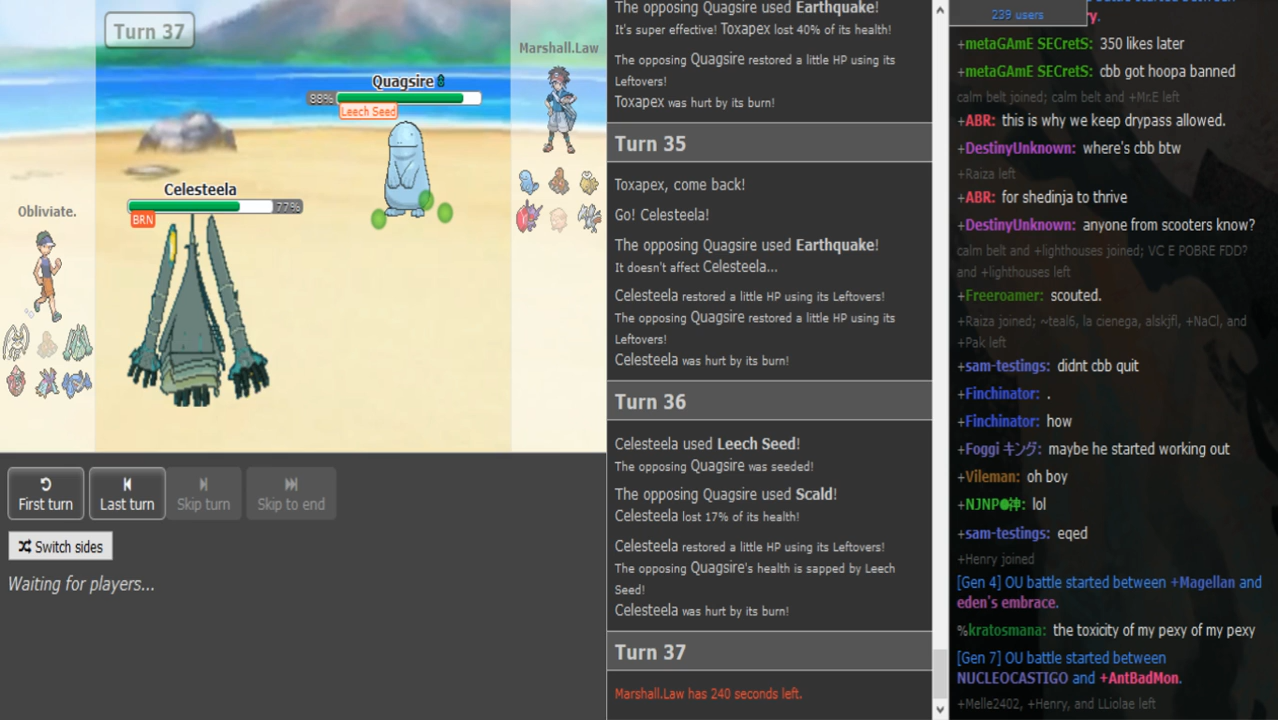 Turn 37
Marshall.Law
Quagsire
88%
Leech Seed
Celesteela
77%
BRN
Obliviate.
First turn
Last turn
Skip turn
Skip to end
Switch sides
Waiting for players...
The opposing Quagsire used Earthquake!
It's super effective! Toxapex lost 40% of its health!
The opposing Quagsire restored a little HP using its
Leftovers!
Toxapex was hurt by its burn!
Turn 35
Toxapex, come back!
Go! Celesteela!
The opposing Quagsire used Earthquake!
It doesn't affect Celesteela...
Celesteela restored a little HP using its Leftovers!
The opposing Quagsire restored a little HP using its
Leftovers!
Celesteela was hurt by its burn!
Turn 36
Celesteela used Leech Seed!
The opposing Quagsire was seeded!
The opposing Quagsire used Scald!
Celesteela lost 17% of its health!
Celesteela restored a little HP using its Leftovers!
The opposing Quagsire's health is sapped by Leech
Seed!
Celesteela was hurt by its burn!
Turn 37
Marshall.Law has 240 seconds left.
239 users
+metaGAmE SECretS: 350 likes later
+metaGAmE SECretS: cbb got hoopa banned
calm belt joined; calm belt and +Mr.E left
+ABR: this is why we keep drypass allowed.
+DestinyUnknown: where's cbb btw
+Raiza left
+ABR: for shedinja to thrive
+DestinyUnknown: anyone from scooters know?
calm belt and +lighthouses joined; VC E POBRE FDD?
and +lighthouses left
+Freeroamer: scouted.
+Raiza joined; ~teal6, la cienega, alskjfl, +NaCl, and
+Pak left
+sam-testings: didnt cbb quit
+Finchinator: .
+Finchinator: how
+Foggi キング: maybe he started working out
+Vileman: oh boy
+NJNP●神: lol
+sam-testings: eqed
+Henry joined
[Gen 4] OU battle started between +Magellan and
eden's embrace.
%kratosmana: the toxicity of my pexy of my pexy
[Gen 7] OU battle started between
NUCLEOCASTIGO and +AntBadMon.
+Melle2402, +Henry, and LLiolae left